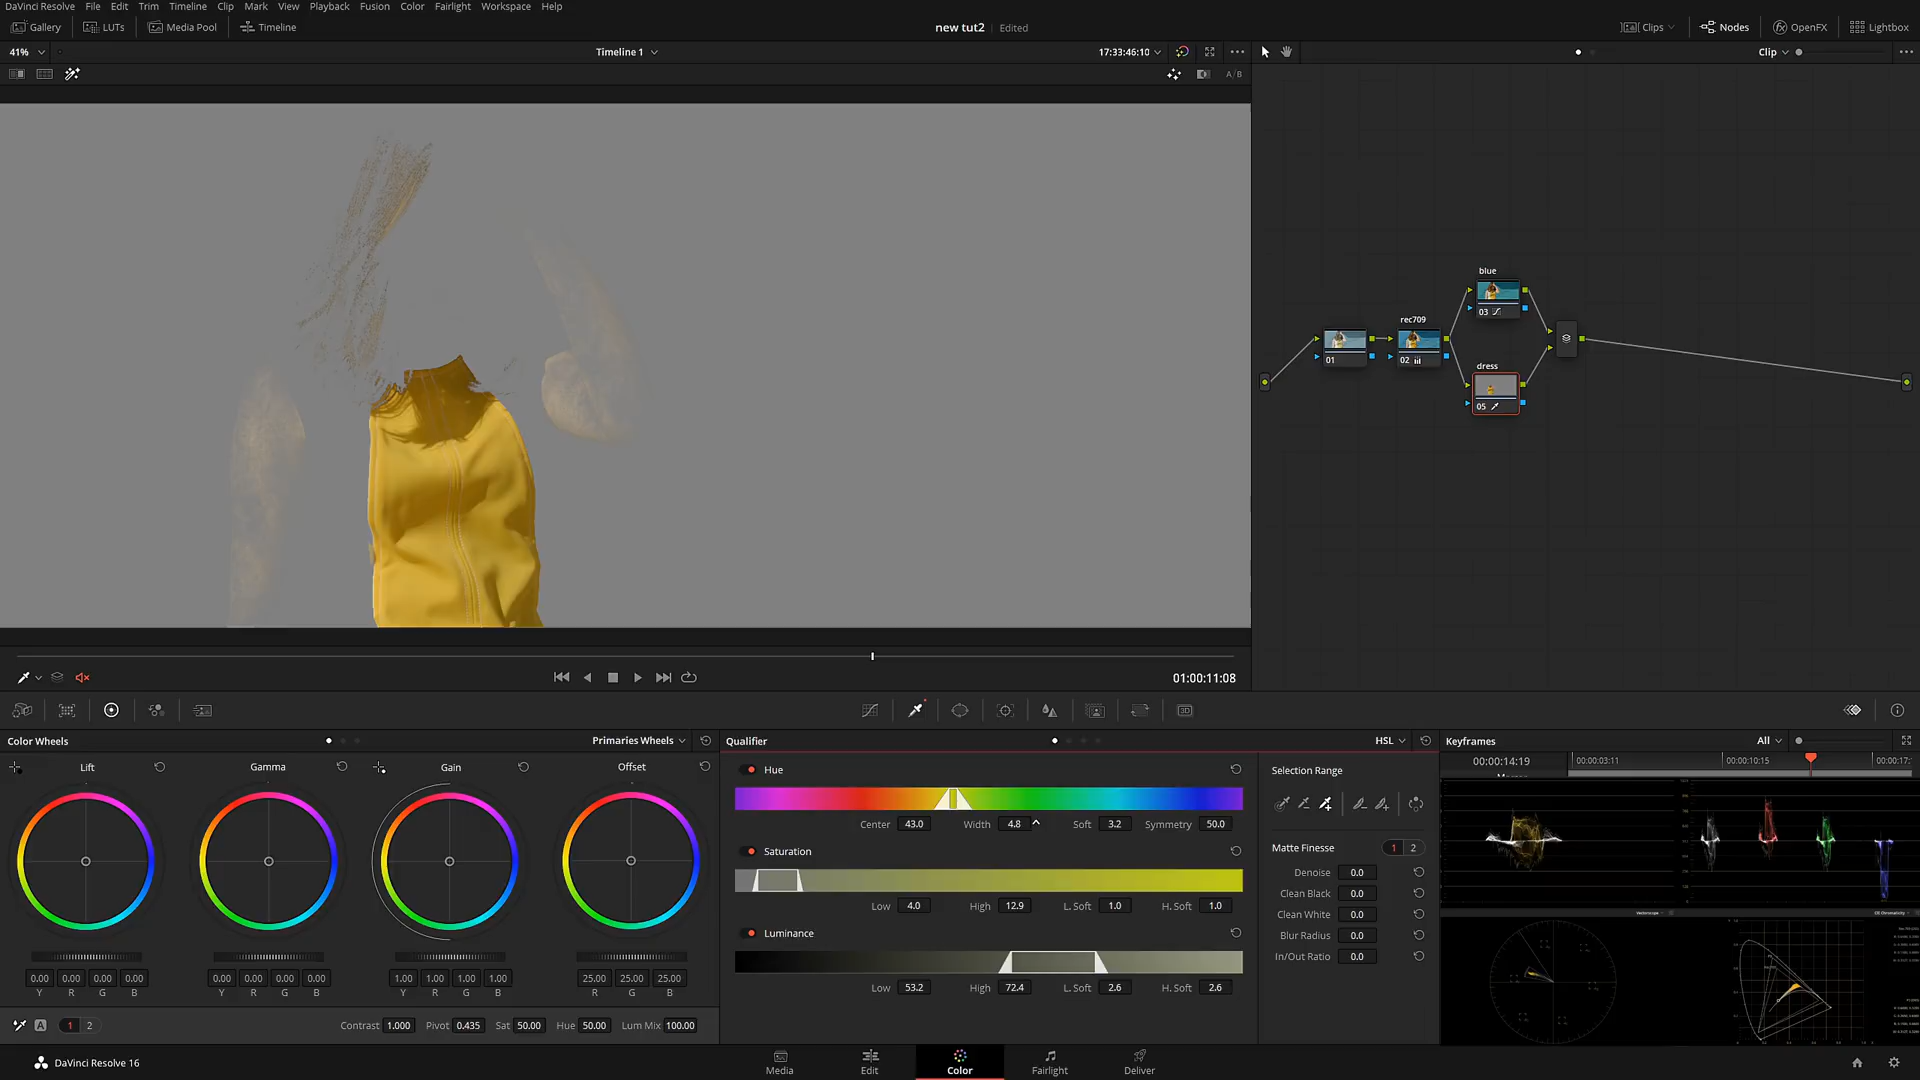 DaVinci Resolve File Edit Trim Timeline Clip Mark View Playback Fusion Color Fairlight Workspace Help
Gallery LUTs Media Pool Timeline new tut2 Edited Clips Nodes OpenFX Lightbox
41% Timeline 1 17:33:46:10 Clip
A/B
blue
03
rec709
01 02
dress
05
01:00:11:08
3D
Color Wheels Primaries Wheels Qualifier HSL Keyframes All
Lift Gamma Gain Offset
Hue Selection Range
00:00:14:19 00:00:03:11 00:00:10:15 00:00:17:
Center 43.0 Width 4.8 Soft 3.2 Symmetry 50.0
Saturation
Matte Finesse 1 2
Denoise 0.0
Clean Black 0.0
Low 4.0 High 12.9 L. Soft 1.0 H. Soft 1.0
Clean White 0.0
Luminance
Blur Radius 0.0
In/Out Ratio 0.0
0.00 0.00 0.00 0.00 0.00 0.00 0.00 0.00 1.00 1.00 1.00 1.00 25.00 25.00 25.00
Y R G B Y R G B Y R G B R G B
Low 53.2 High 72.4 L. Soft 2.6 H. Soft 2.6
A 1 2 Contrast 1.000 Pivot 0.435 Sat 50.00 Hue 50.00 Lum Mix 100.00
DaVinci Resolve 16 Media Edit Color Fairlight Deliver